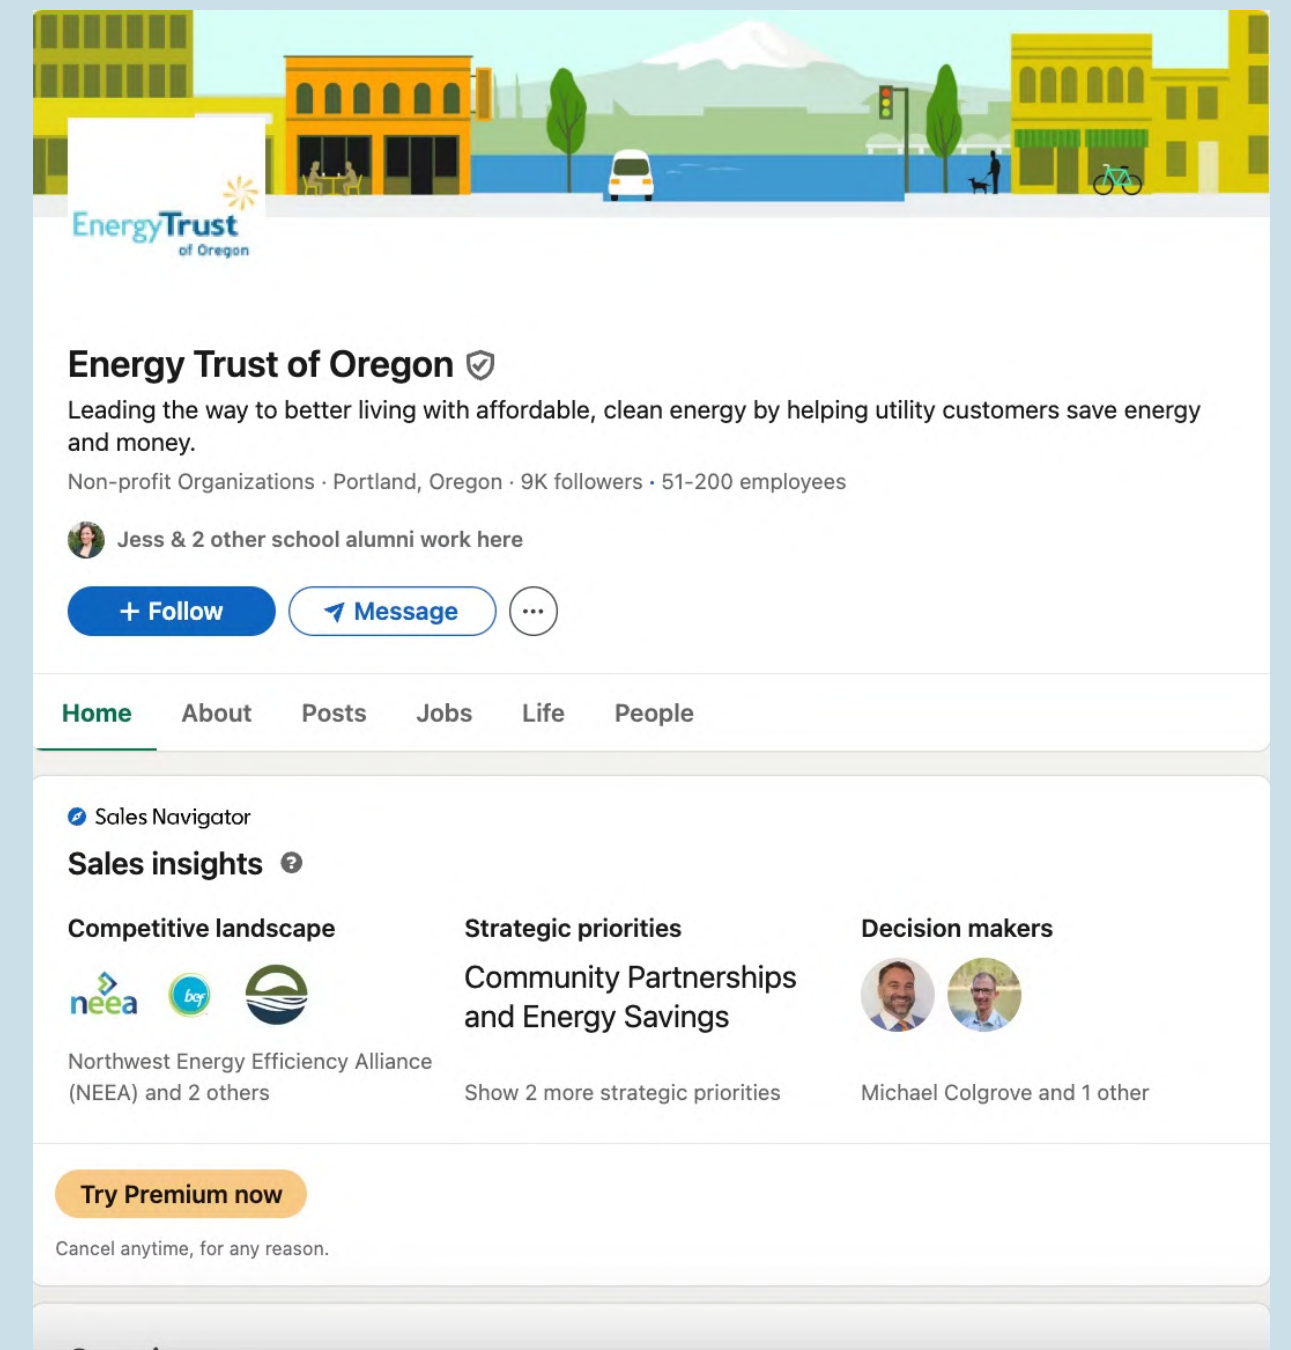 EnergyTrust
of Oregon
Energy Trust of Oregon
Leading the way to better living with affordable, clean energy by helping utility customers save energy
and money.
Non-profit Organizations · Portland, Oregon · 9K followers · 51-200 employees
Jess & 2 other school alumni work here
+ Follow
Message
Home
About
Posts
Jobs
Life
People
Sales Navigator
Sales insights
Competitive landscape
neea
bef
Northwest Energy Efficiency Alliance
(NEEA) and 2 others
Strategic priorities
Community Partnerships
and Energy Savings
Show 2 more strategic priorities
Decision makers
Michael Colgrove and 1 other
Try Premium now
Cancel anytime, for any reason.